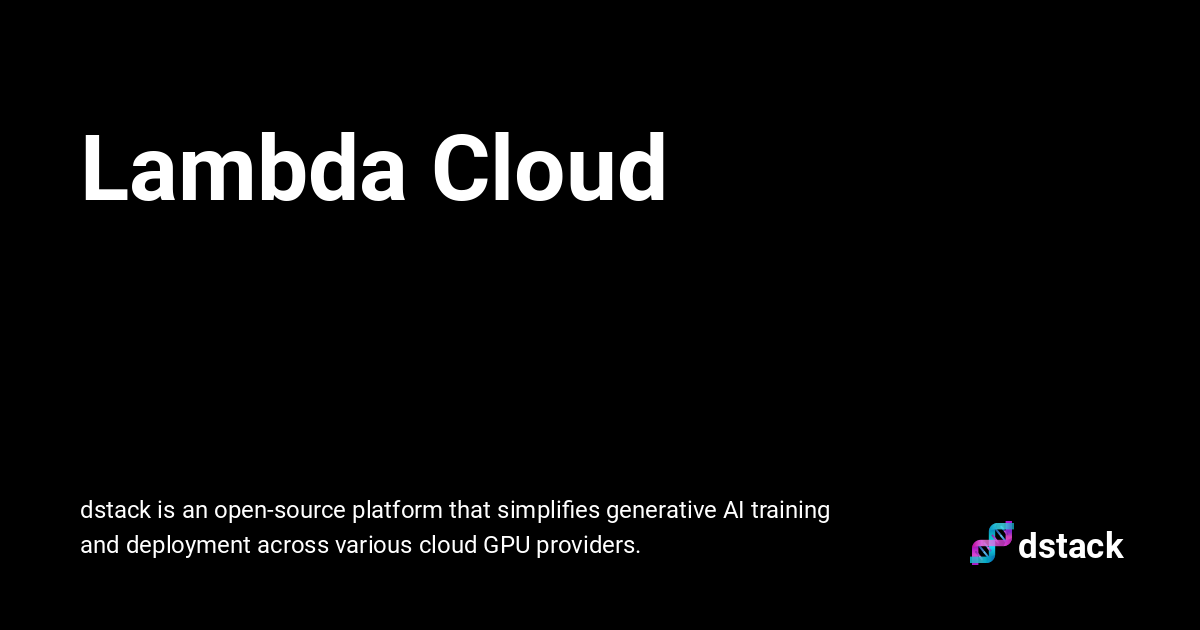 Lambda Cloud
dstack is an open-source platform that simplifies generative AI training
and deployment across various cloud GPU providers.
dstack